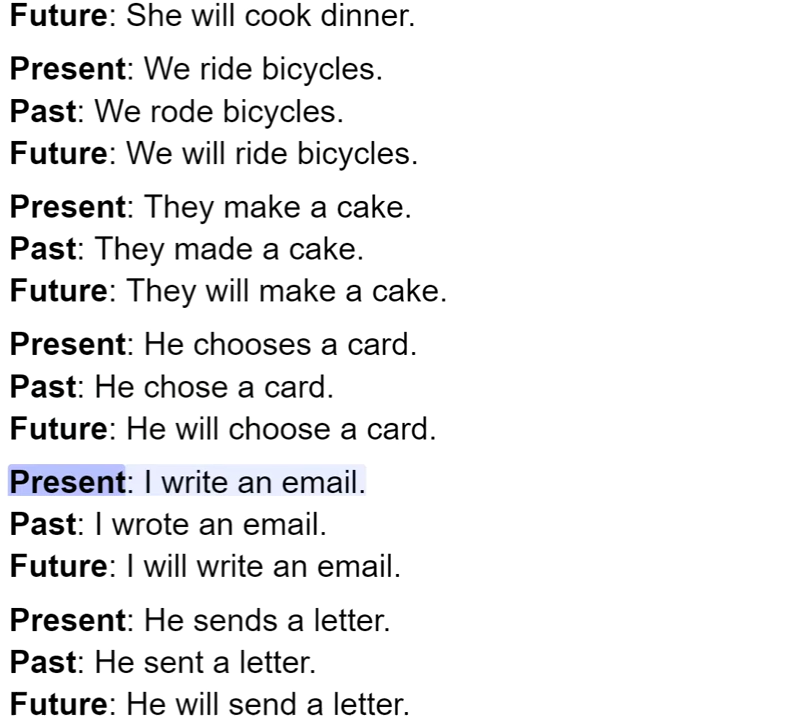 Future: She will cook dinner.
Present: We ride bicycles.
Past: We rode bicycles.
Future: We will ride bicycles.
Present: They make a cake.
Past: They made a cake.
Future: They will make a cake.
Present: He chooses a card.
Past: He chose a card.
Future: He will choose a card.
Present: I write an email.
Past: I wrote an email.
Future: I will write an email.
Present: He sends a letter.
Past: He sent a letter.
Future: He will send a letter.